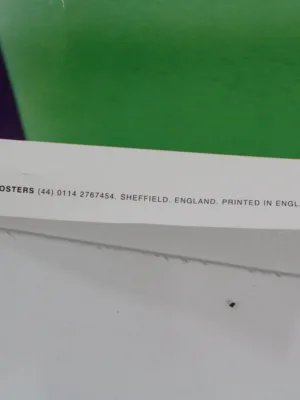 OSTERS (44) 0114 2767454. SHEFFIELD. ENGLAND. PRINTED IN ENGL